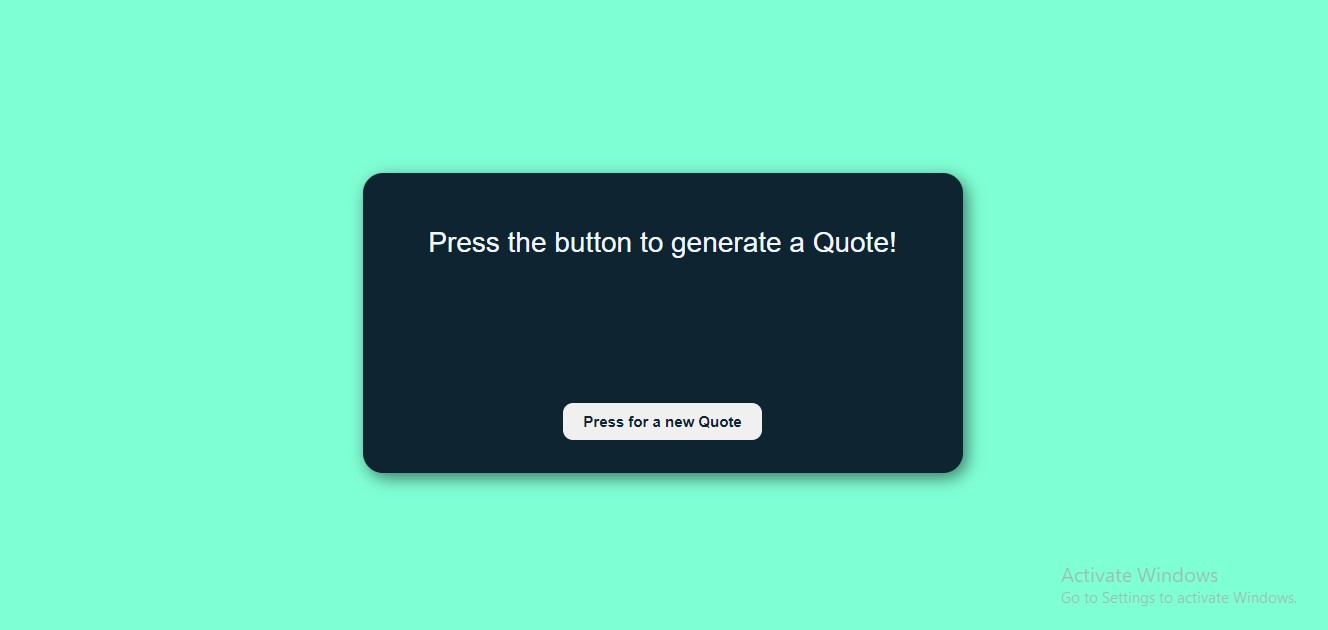 Press the button to generate a Quote!
Press for a new Quote
Activate Windows
Go to Settings to activate Windows.